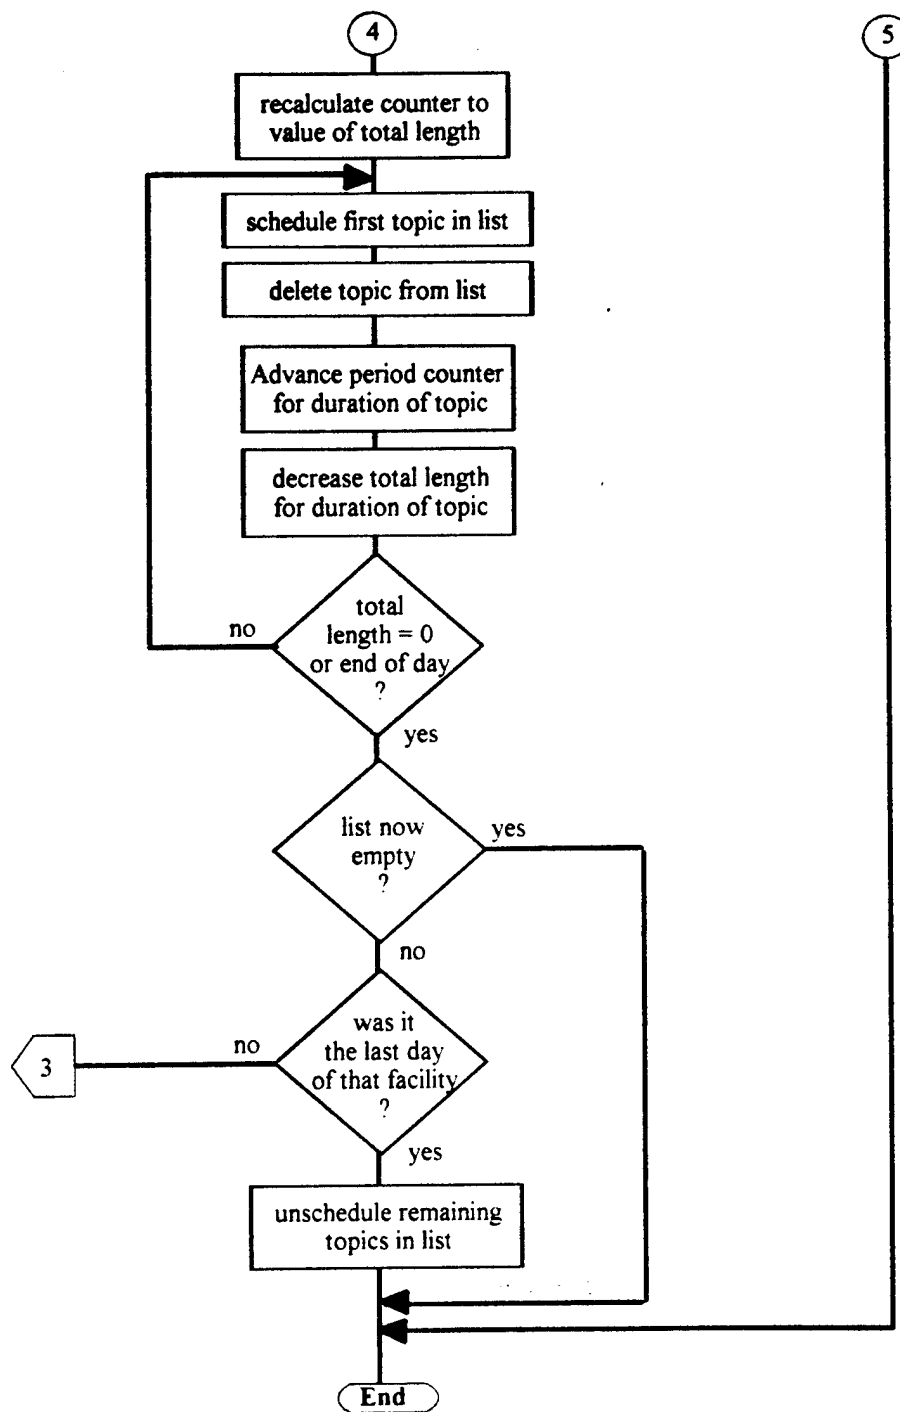 4
5
recalculate counter to
value of total length
schedule first topic in list
delete topic from list
Advance period counter
for duration of topic
decrease total length
for duration of topic
total
length = 0
or end of day
?
no
yes
list now
empty
?
yes
no
was it
the last day
of that facility
?
no
3
yes
unschedule remaining
topics in list
End